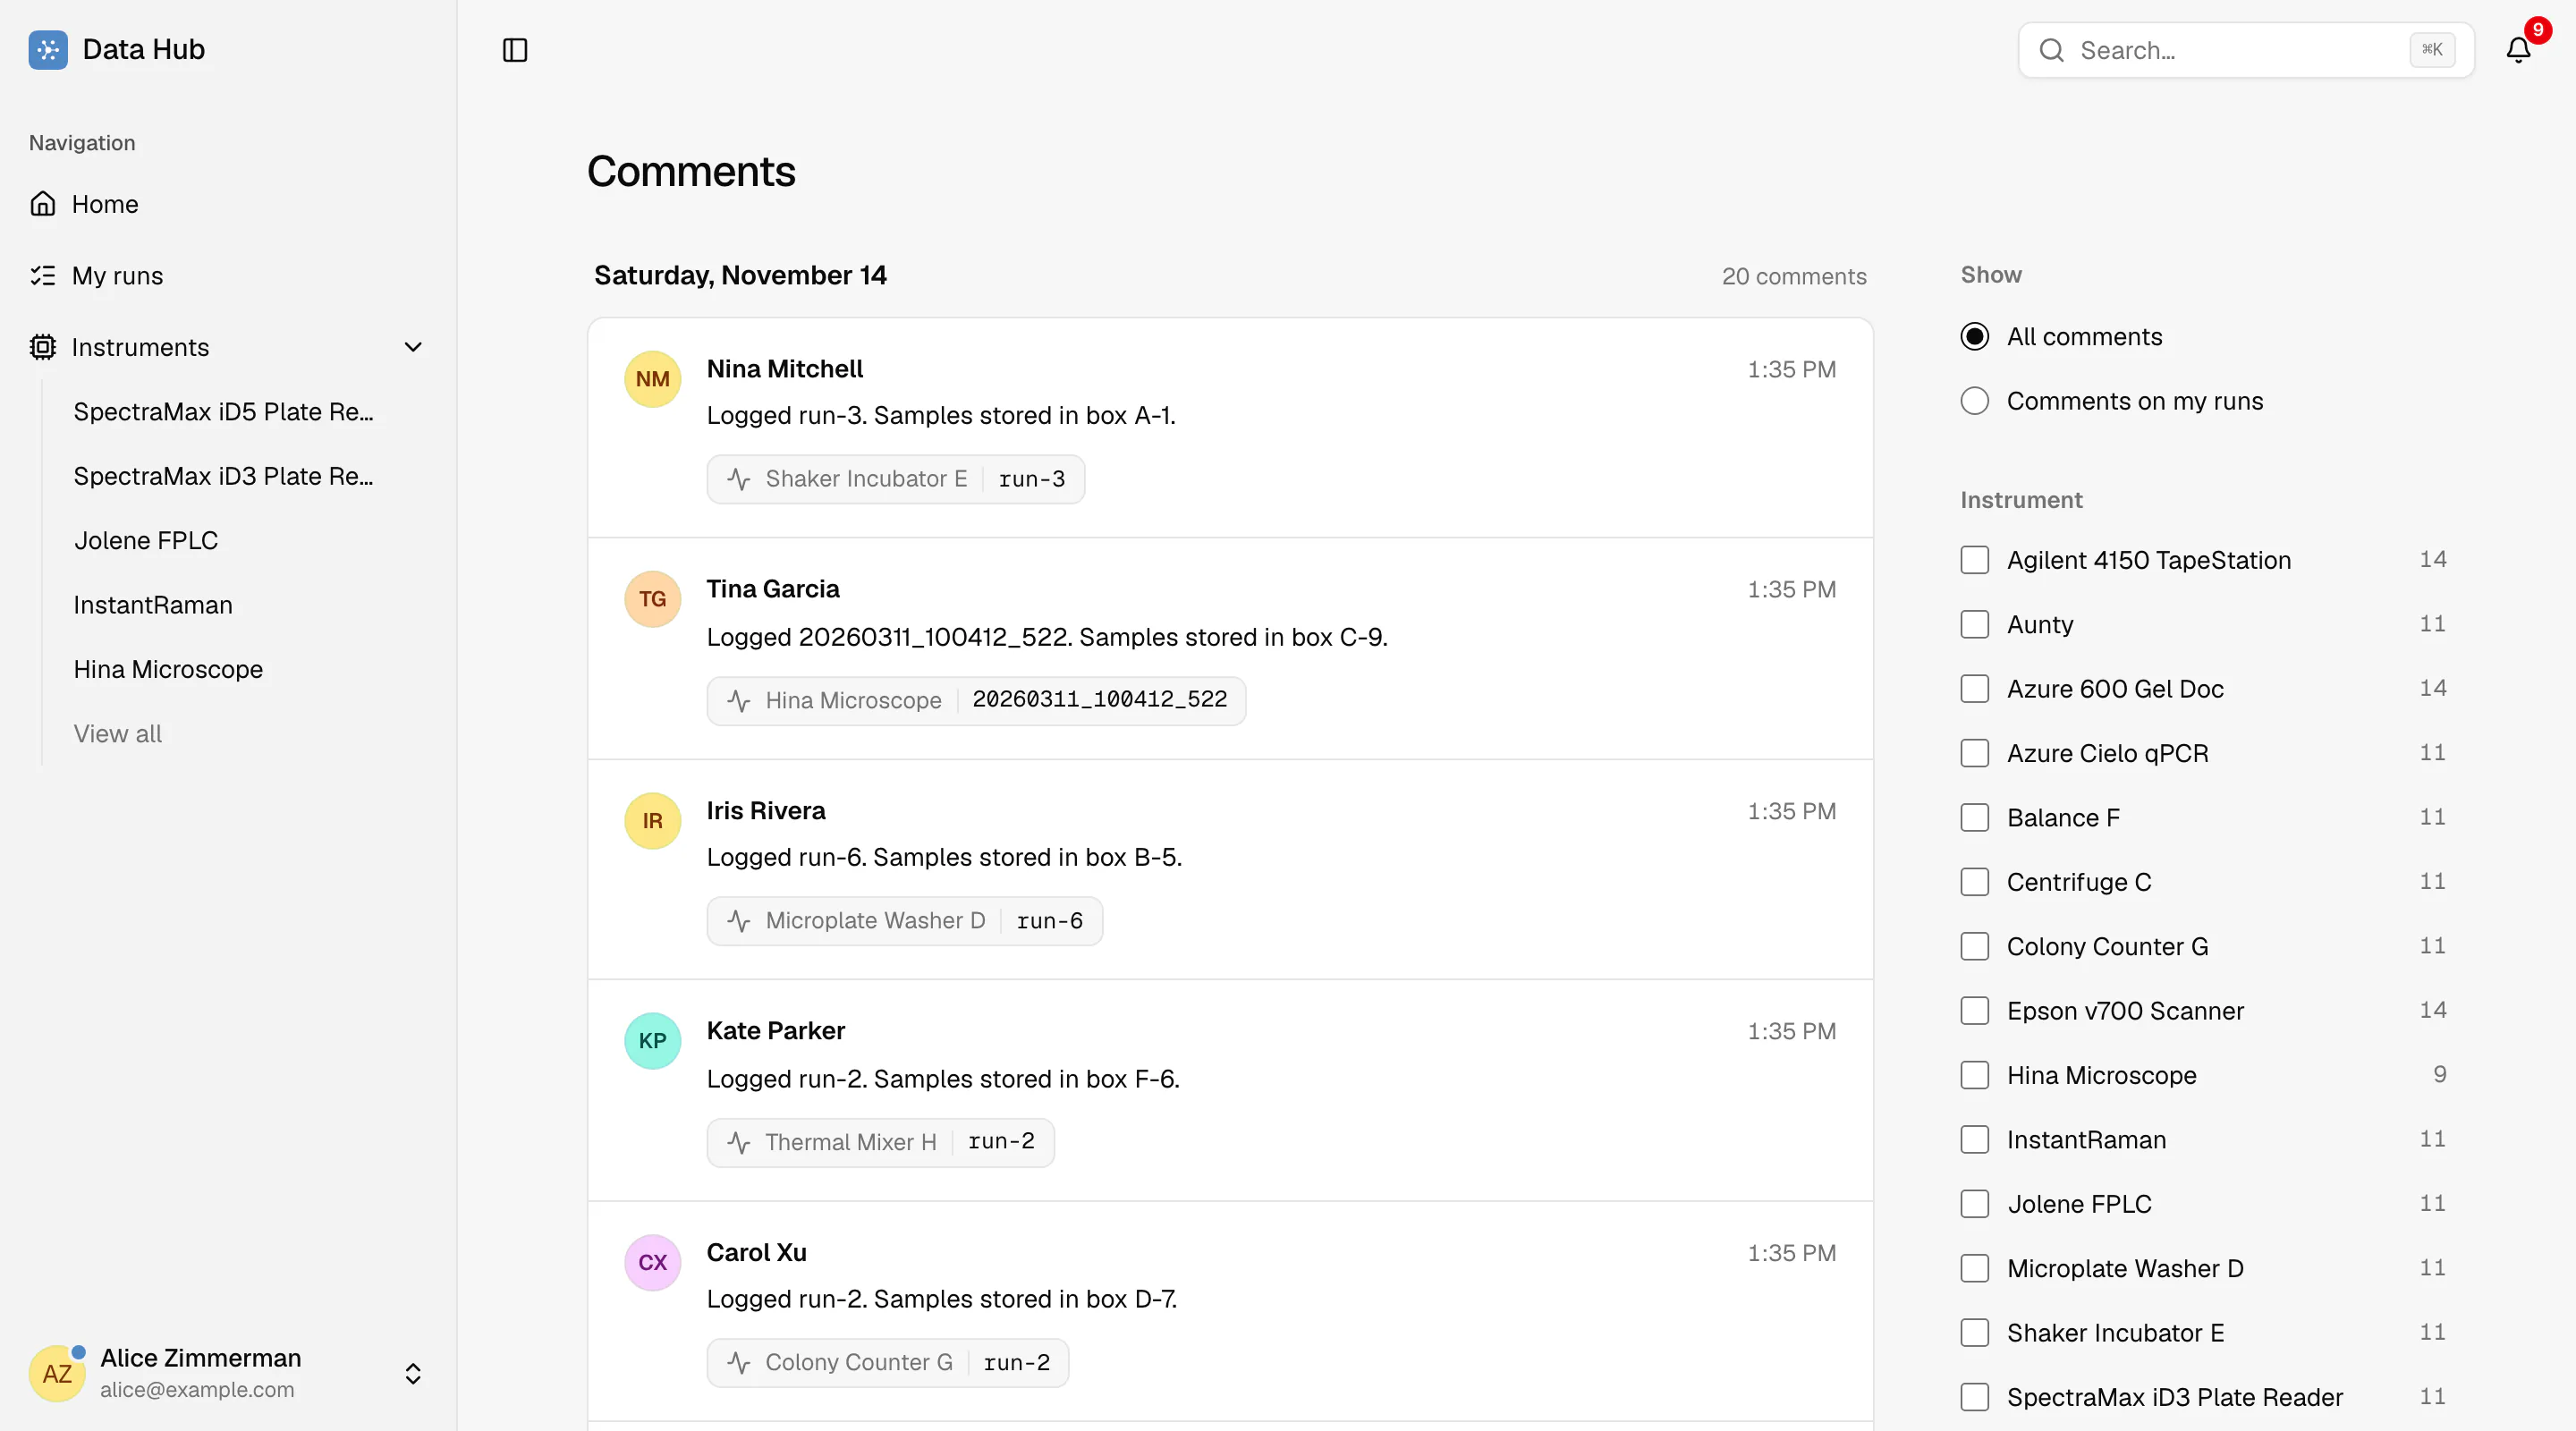 Data Hub
Search...
⌘K
9
Navigation
Home
My runs
Instruments
SpectraMax iD5 Plate Re...
SpectraMax iD3 Plate Re...
Jolene FPLC
InstantRaman
Hina Microscope
View all
AZ
Alice Zimmerman
alice@example.com
Comments
Saturday, November 14
20 comments
NM
Nina Mitchell
1:35 PM
Logged run-3. Samples stored in box A-1.
Shaker Incubator E
run-3
TG
Tina Garcia
1:35 PM
Logged 20260311_100412_522. Samples stored in box C-9.
Hina Microscope
20260311_100412_522
IR
Iris Rivera
1:35 PM
Logged run-6. Samples stored in box B-5.
Microplate Washer D
run-6
KP
Kate Parker
1:35 PM
Logged run-2. Samples stored in box F-6.
Thermal Mixer H
run-2
CX
Carol Xu
1:35 PM
Logged run-2. Samples stored in box D-7.
Colony Counter G
run-2
Show
All comments
Comments on my runs
Instrument
Agilent 4150 TapeStation 14
Aunty 11
Azure 600 Gel Doc 14
Azure Cielo qPCR 11
Balance F 11
Centrifuge C 11
Colony Counter G 11
Epson v700 Scanner 14
Hina Microscope 9
InstantRaman 11
Jolene FPLC 11
Microplate Washer D 11
Shaker Incubator E 11
SpectraMax iD3 Plate Reader 11